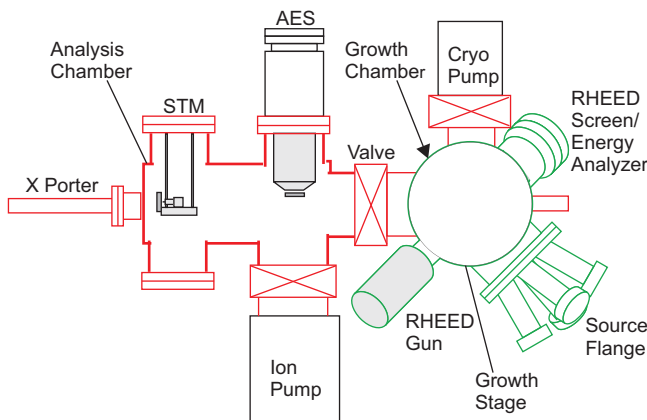 AES
Analysis
Chamber
Growth
Chamber
Cryo
Pump
STM
RHEED
Screen/
Energy
Analyzer
Valve
X Porter
RHEED
Gun
Source
Flange
Ion
Pump
Growth
Stage